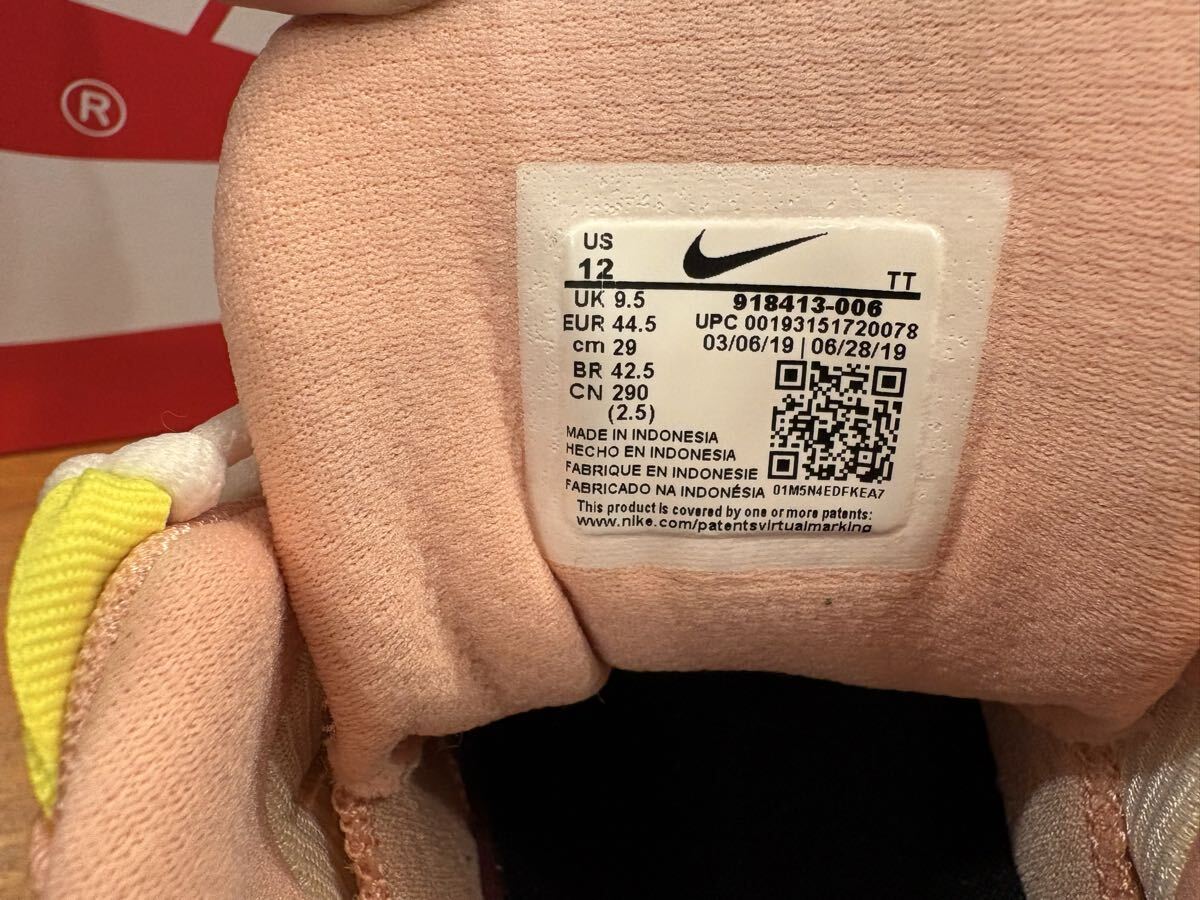 ®
US
12
TT
UK 9.5
918413-006
EUR 44.5
UPC 00193151720078
cm 29
03/06/19 | 06/28/19
BR 42.5
CN 290
(2.5)
MADE IN INDONESIA
HECHO EN INDONESIA
FABRIQUE EN INDONESIE
FABRICADO NA INDONÉSIA
01M5N4EDFKEA7
This product is covered by one or more patents:
www.nike.com/patentsvirtualmarking